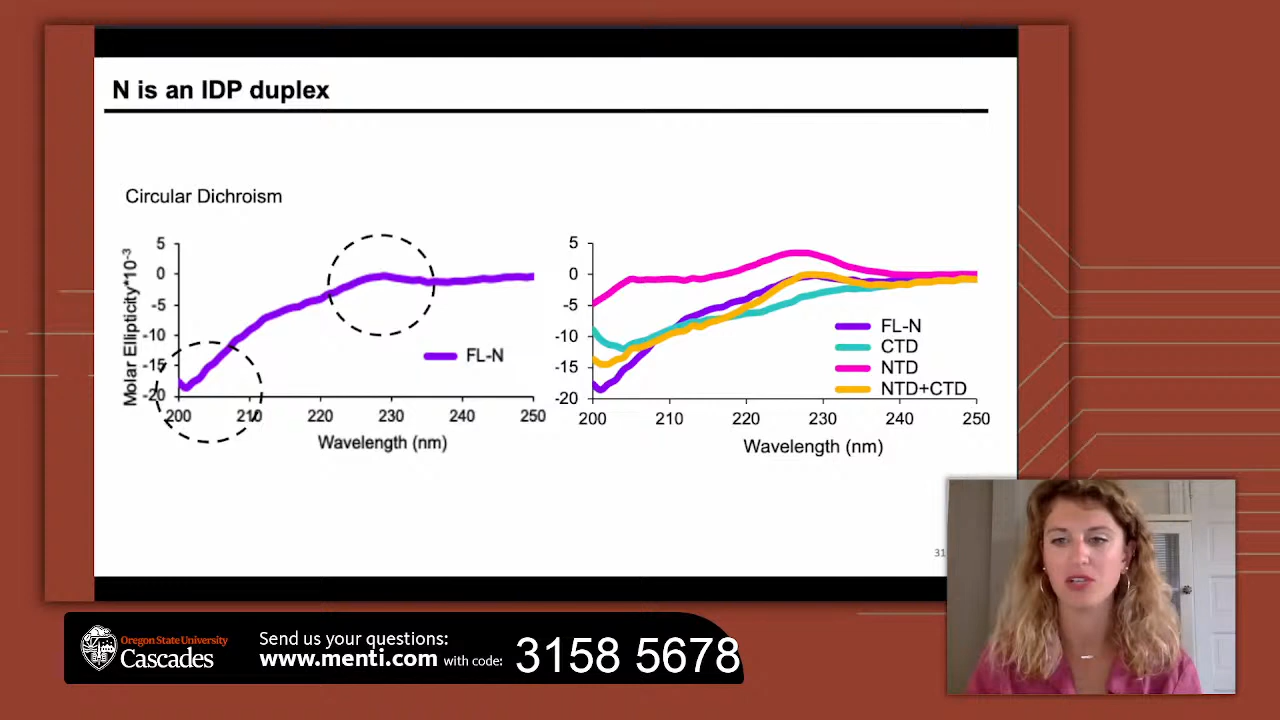 N is an IDP duplex
Circular Dichroism
Molar Ellipticity*10⁻³
5
0
-5
-10
-15
-20
200 210 220 230 240 250
Wavelength (nm)
FL-N
5
0
-5
-10
-15
-20
200 210 220 230 240 250
Wavelength (nm)
FL-N
CTD
NTD
NTD+CTD
31
Oregon State University
Cascades
Send us your questions:
www.menti.com with code:
3158 5678